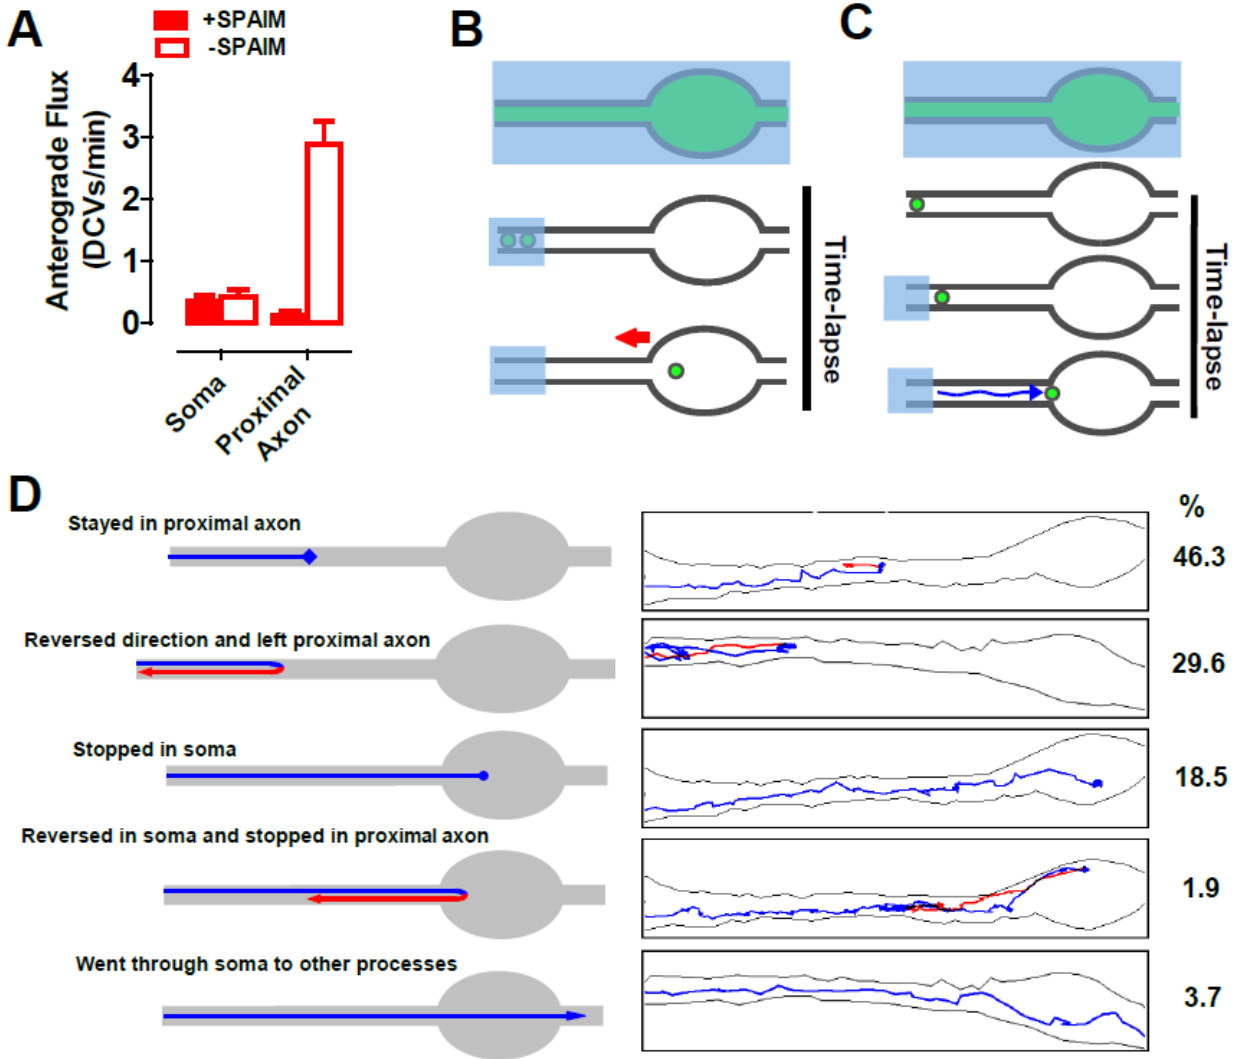 A
+SPAIM
-SPAIM
Anterograde Flux
(DCVs/min)
4
3
2
1
0
Soma
Proximal
Axon
B
Time-lapse
C
Time-lapse
D
%
Stayed in proximal axon
46.3
Reversed direction and left proximal axon
29.6
Stopped in soma
18.5
Reversed in soma and stopped in proximal axon
1.9
Went through soma to other processes
3.7